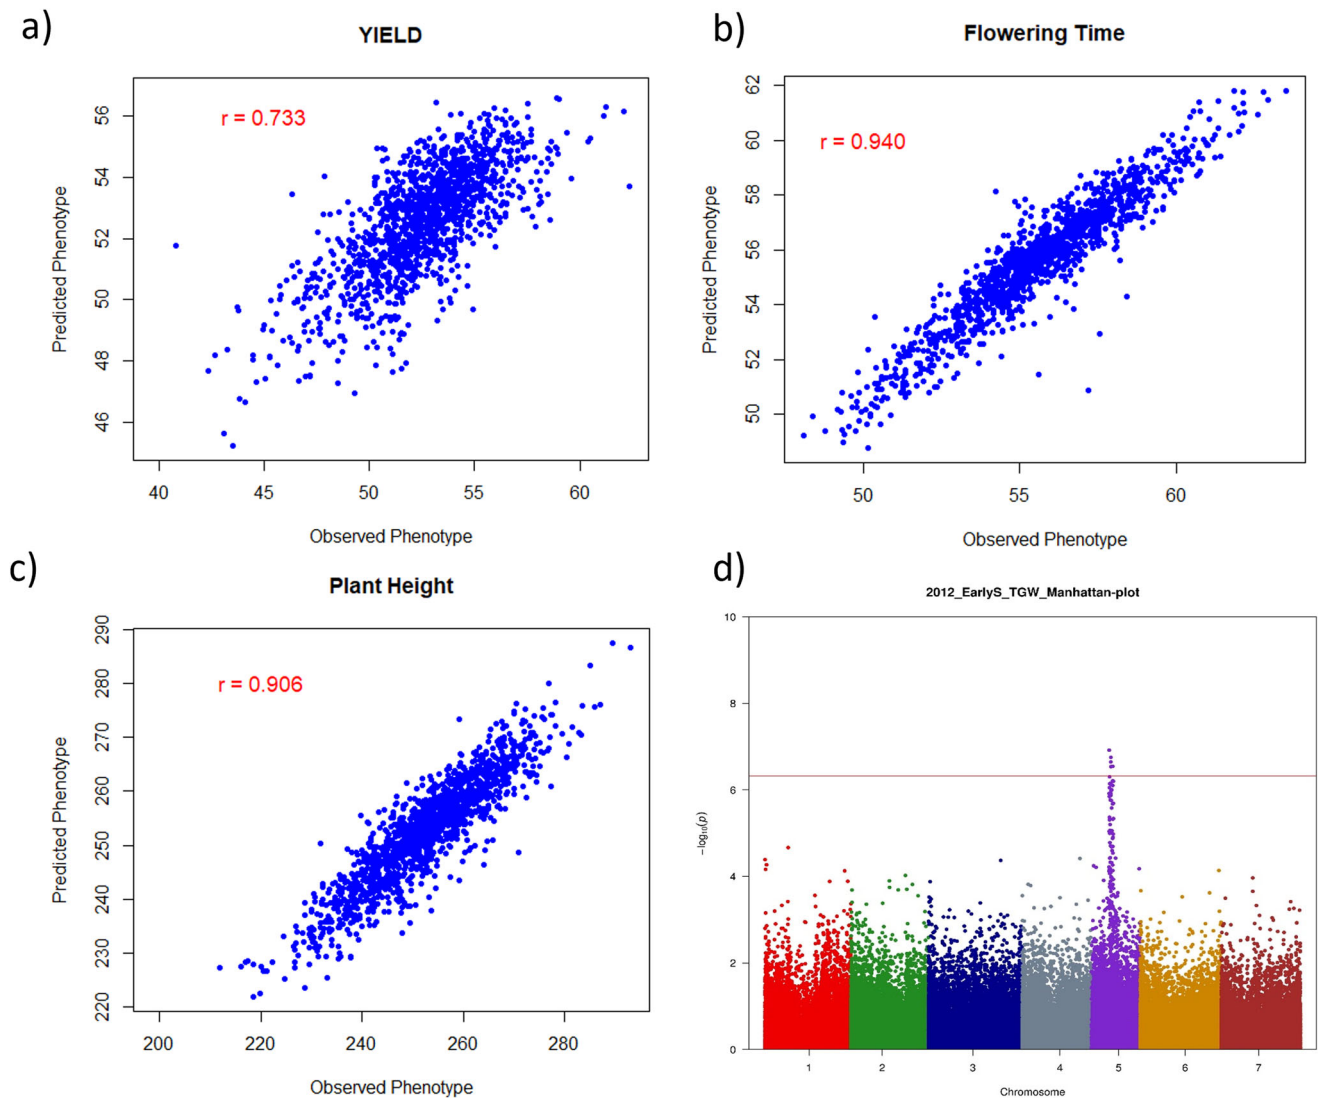 a)
YIELD
r = 0.733
Predicted Phenotype
46 48 50 52 54 56
40 45 50 55 60
Observed Phenotype
b)
Flowering Time
r = 0.940
Predicted Phenotype
50 52 54 56 58 60 62
50 55 60
Observed Phenotype
c)
Plant Height
r = 0.906
Predicted Phenotype
220 230 240 250 260 270 280 290
200 220 240 260 280
Observed Phenotype
d)
2012_EarlyS_TGW_Manhattan-plot
−log10(p)
10
8
6
4
2
0
1 2 3 4 5 6 7
Chromosome